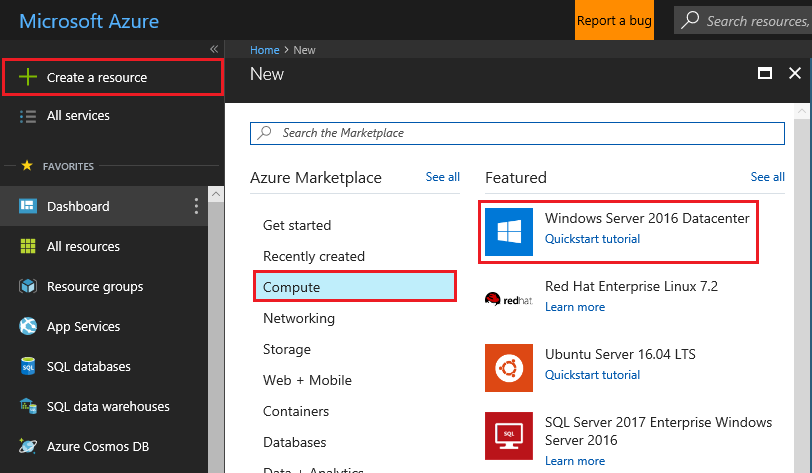 Microsoft Azure
Report a bug
Search resources,
«
Create a resource
All services
FAVORITES
Dashboard
All resources
Resource groups
App Services
SQL databases
SQL data warehouses
Azure Cosmos DB
Home > New
New
Search the Marketplace
Azure Marketplace
See all
Get started
Recently created
Compute
Networking
Storage
Web + Mobile
Containers
Databases
Data + Analytics
Featured
See all
Windows Server 2016 Datacenter
Quickstart tutorial
redhat
Red Hat Enterprise Linux 7.2
Learn more
Ubuntu Server 16.04 LTS
Quickstart tutorial
SQL
SQL Server 2017 Enterprise Windows
Server 2016
Learn more